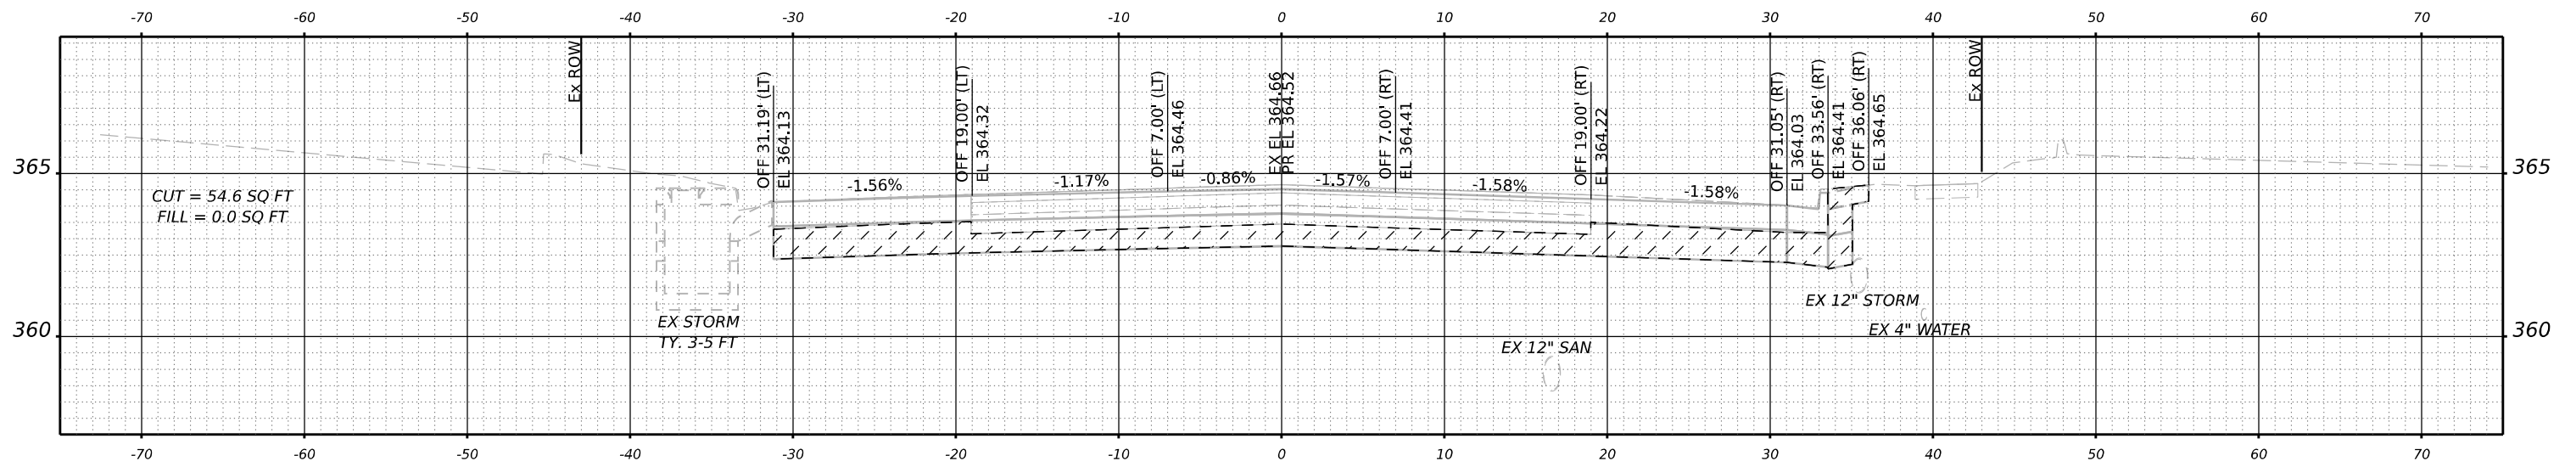 -70 -60 -50 -40 -30 -20 -10 0 10 20 30 40 50 60 70
Ex ROW
OFF 31.19' (LT)
EL 364.13
OFF 19.00' (LT)
EL 364.32
OFF 7.00' (LT)
EL 364.46
EX EL 364.66
PR EL 364.52
OFF 7.00' (RT)
EL 364.41
OFF 19.00' (RT)
EL 364.22
OFF 31.05' (RT)
EL364.03
OFF 33.56' (RT)
EL 364.41
OFF 36.06' (RT)
EL 364.65
Ex ROW
365 365
-1.56% -1.17% -0.86% -1.57% -1.58% -1.58%
CUT = 54.6 SQ FT
FILL = 0.0 SQ FT
EX 12" STORM
EX STORM
TY. 3-5 FT
EX 4" WATER
360 360
EX 12" SAN
-70 -60 -50 -40 -30 -20 -10 0 10 20 30 40 50 60 70